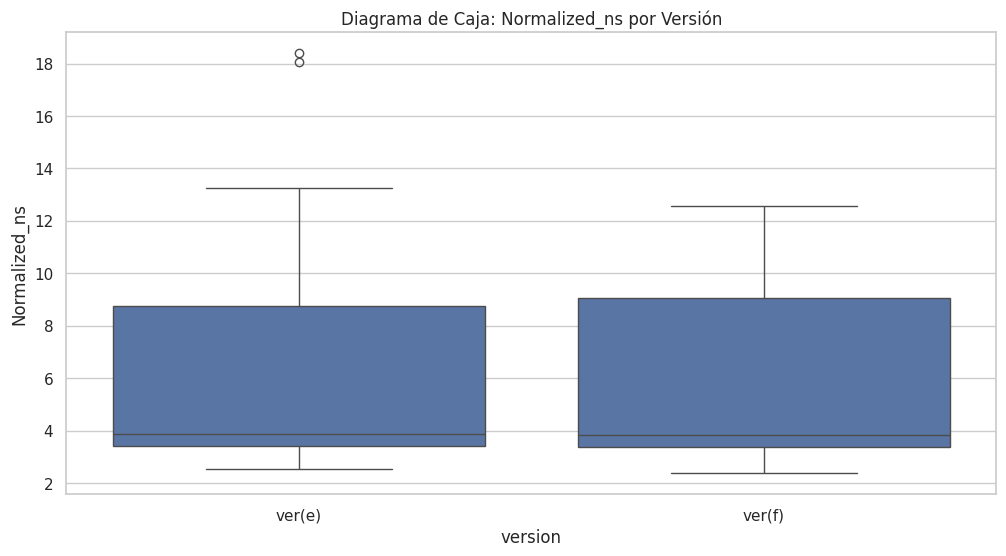 Diagrama de Caja: Normalized_ns por Versión
Normalized_ns
18
16
14
12
10
8
6
4
2
ver(e) ver(f)
version